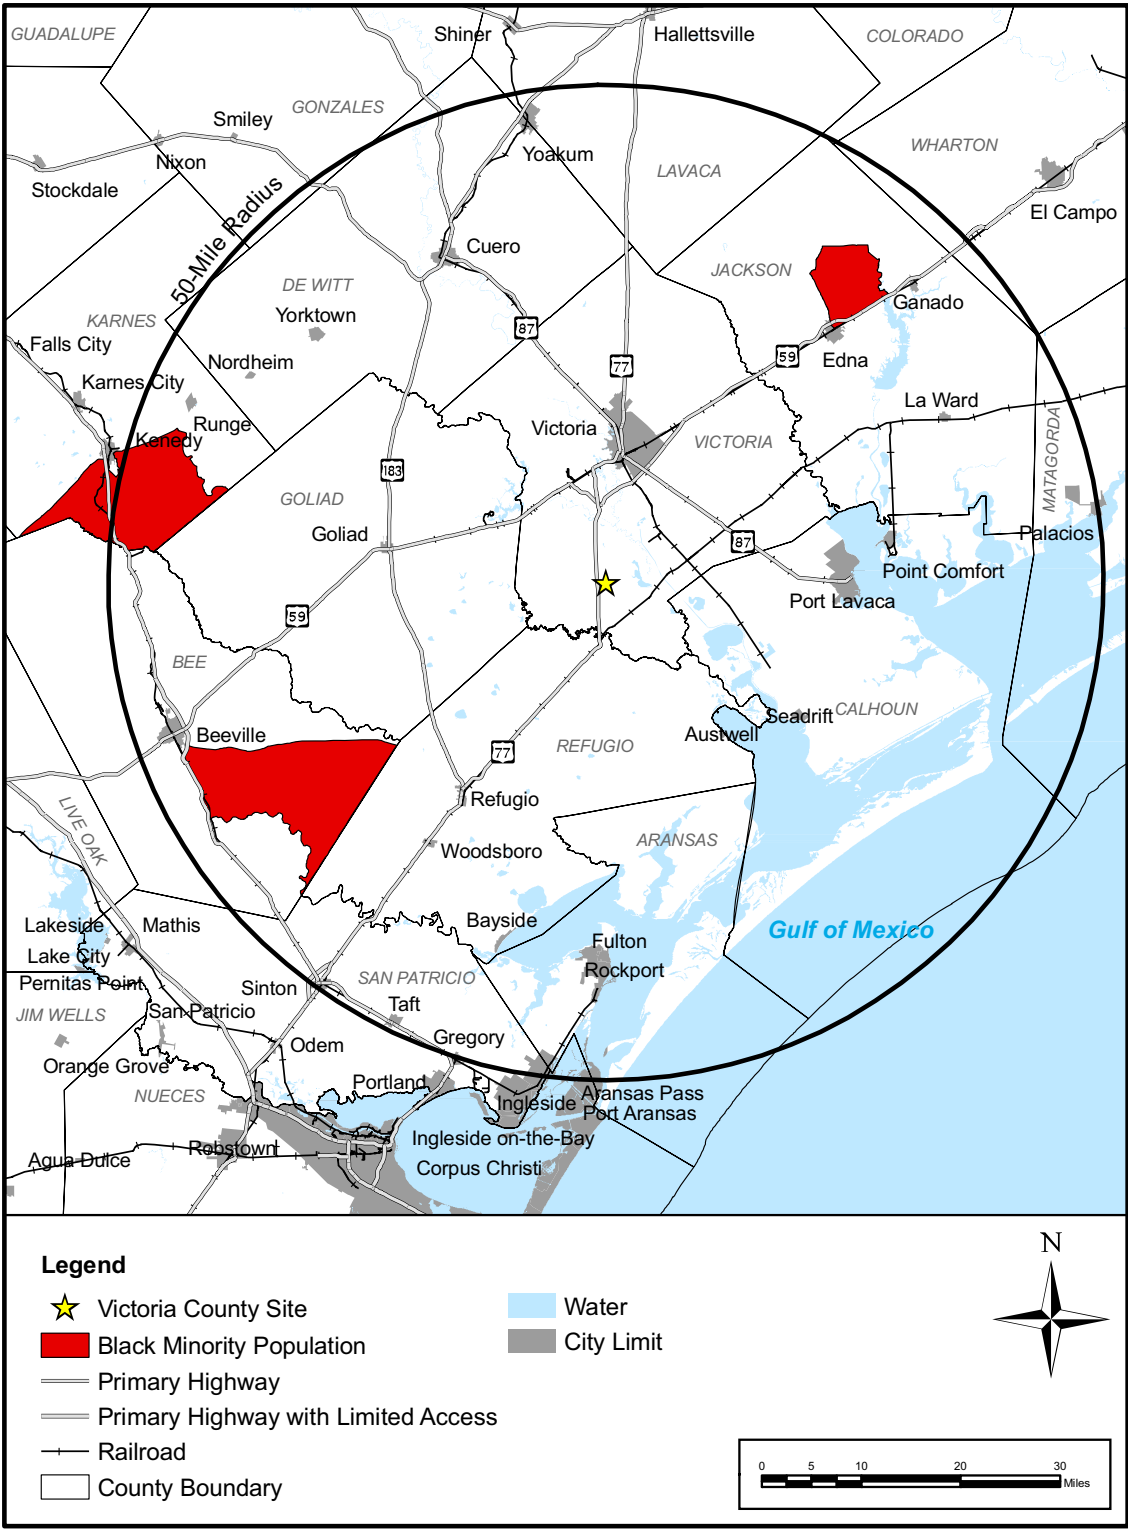 GUADALUPE
Shiner
Hallettsville
COLORADO
GONZALES
Smiley
Nixon
Yoakum
WHARTON
Stockdale
LAVACA
El Campo
50-Mile Radius
Cuero
JACKSON
DE WITT
Ganado
Yorktown
KARNES
87
Falls City
59
Edna
Nordheim
77
Karnes City
La Ward
Runge
Victoria
Kenedy
VICTORIA
MATAGORDA
183
GOLIAD
Goliad
Palacios
87
Point Comfort
Port Lavaca
59
BEE
Seadrift
CALHOUN
Beeville
Austwell
REFUGIO
77
Refugio
LIVE OAK
ARANSAS
Woodsboro
Lakeside
Mathis
Bayside
Gulf of Mexico
Lake City
Fulton
Rockport
Pernitas Point
Sinton
SAN PATRICIO
Taft
JIM WELLS
San Patricio
Gregory
Odem
Orange Grove
Portland
NUECES
Ingleside
Aransas Pass
Port Aransas
Robstown
Ingleside on-the-Bay
Agua Dulce
Corpus Christi
Legend
N
Victoria County Site
Water
Black Minority Population
City Limit
Primary Highway
Primary Highway with Limited Access
Railroad
County Boundary
0 5 10 20 30
Miles